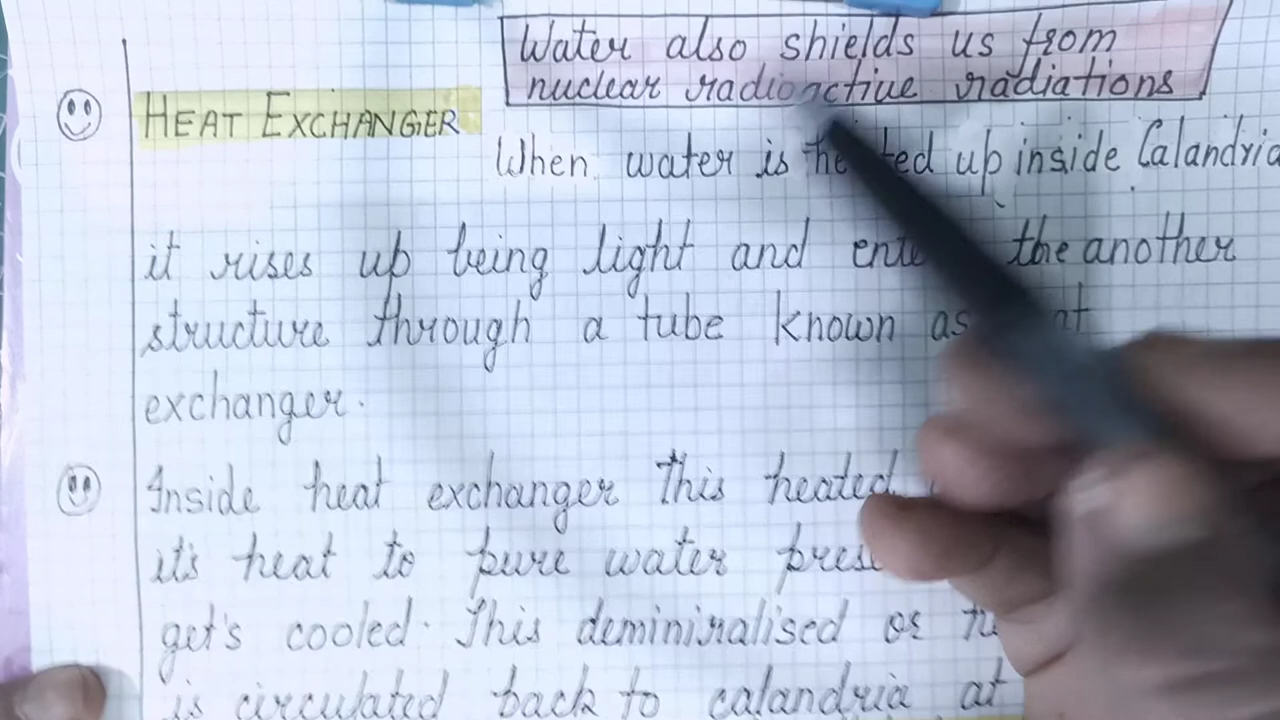 Water also shields us from
nuclear radioactive radiations
HEAT EXCHANGER
When water is heated up inside Calandria
it rises up being light and the another
structure through a tube known as
exchanger.
Inside heat exchanger this heated
it's heat to pure water
get's cooled. This deminiralised or
is circulated back to calandria at